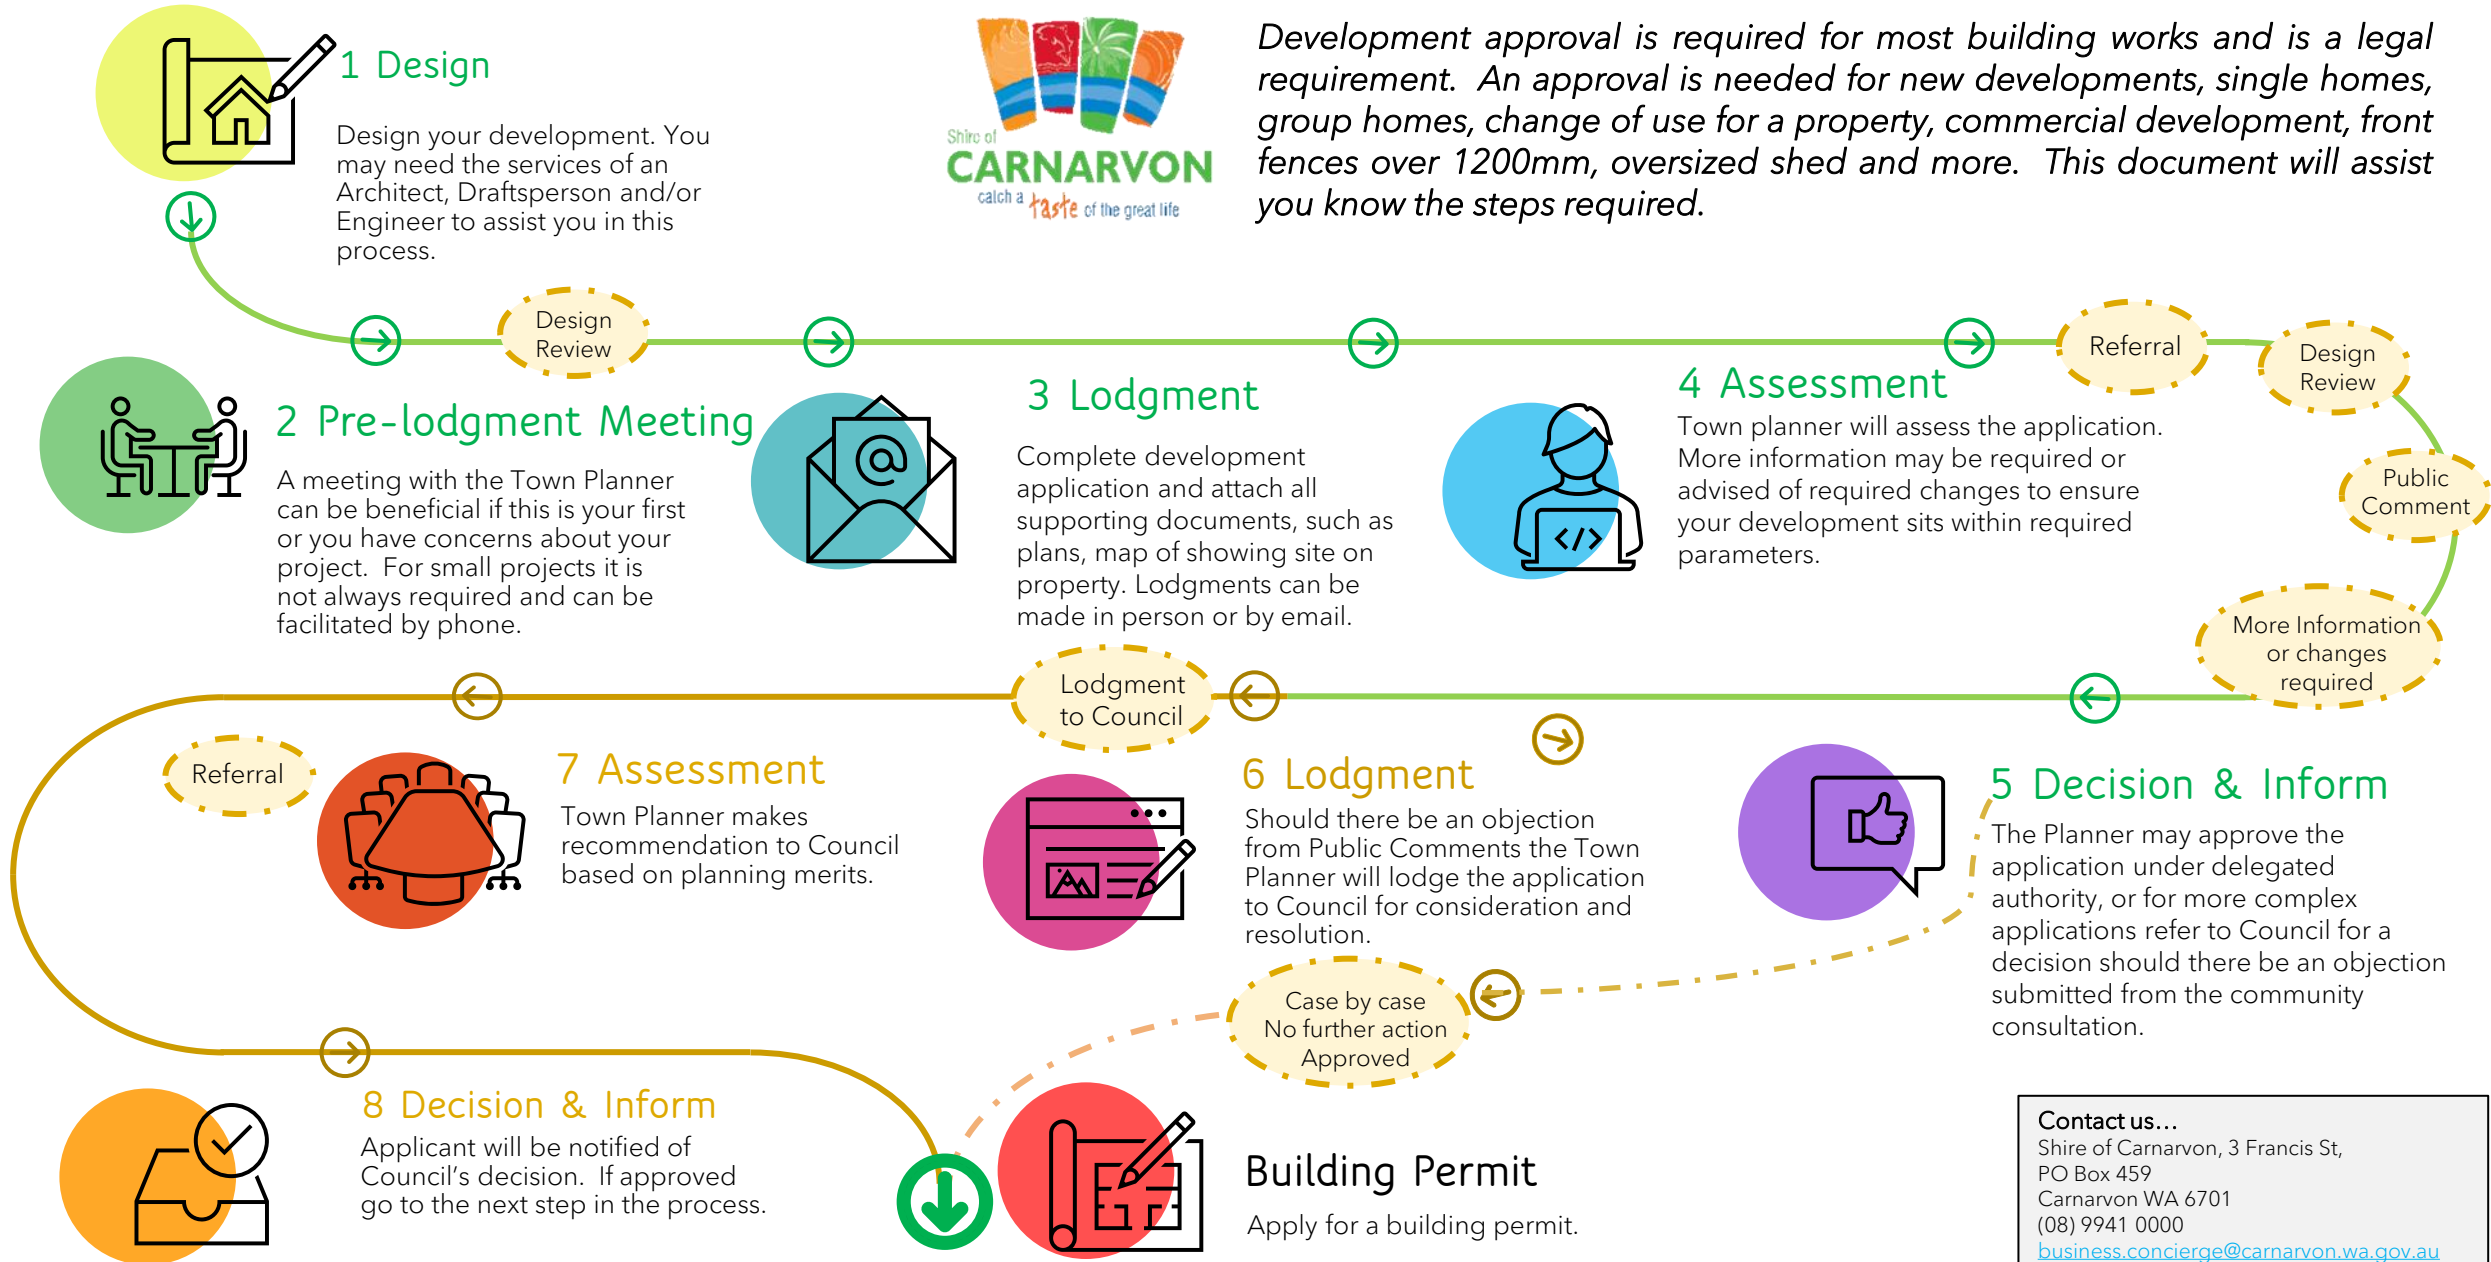 1 Design
Design your development. You
may need the services of an
Architect, Draftsperson and/or
Engineer to assist you in this
process.
Shire of
CARNARVON
catch a taste of the great life
Development approval is required for most building works and is a legal
requirement. An approval is needed for new developments, single homes,
group homes, change of use for a property, commercial development, front
fences over 1200mm, oversized shed and more. This document will assist
you know the steps required.
Design
Review
2 Pre-lodgment Meeting
A meeting with the Town Planner
can be beneficial if this is your first
or you have concerns about your
project. For small projects it is
not always required and can be
facilitated by phone.
@
3 Lodgment
Complete development
application and attach all
supporting documents, such as
plans, map of showing site on
property. Lodgments can be
made in person or by email.
</>
4 Assessment
Town planner will assess the application.
More information may be required or
advised of required changes to ensure
your development sits within required
parameters.
Referral
Design
Review
Public
Comment
More Information
or changes
required
5 Decision & Inform
The Planner may approve the
application under delegated
authority, or for more complex
applications refer to Council for a
decision should there be an objection
submitted from the community
consultation.
Lodgment
to Council
6 Lodgment
Should there be an objection
from Public Comments the Town
Planner will lodge the application
to Council for consideration and
resolution.
Case by case
No further action
Approved
7 Assessment
Town Planner makes
recommendation to Council
based on planning merits.
Referral
8 Decision & Inform
Applicant will be notified of
Council's decision. If approved
go to the next step in the process.
Building Permit
Apply for a building permit.
Contact us...
Shire of Carnarvon, 3 Francis St,
PO Box 459
Carnarvon WA 6701
(08) 9941 0000
business.concierge@carnarvon.wa.gov.au